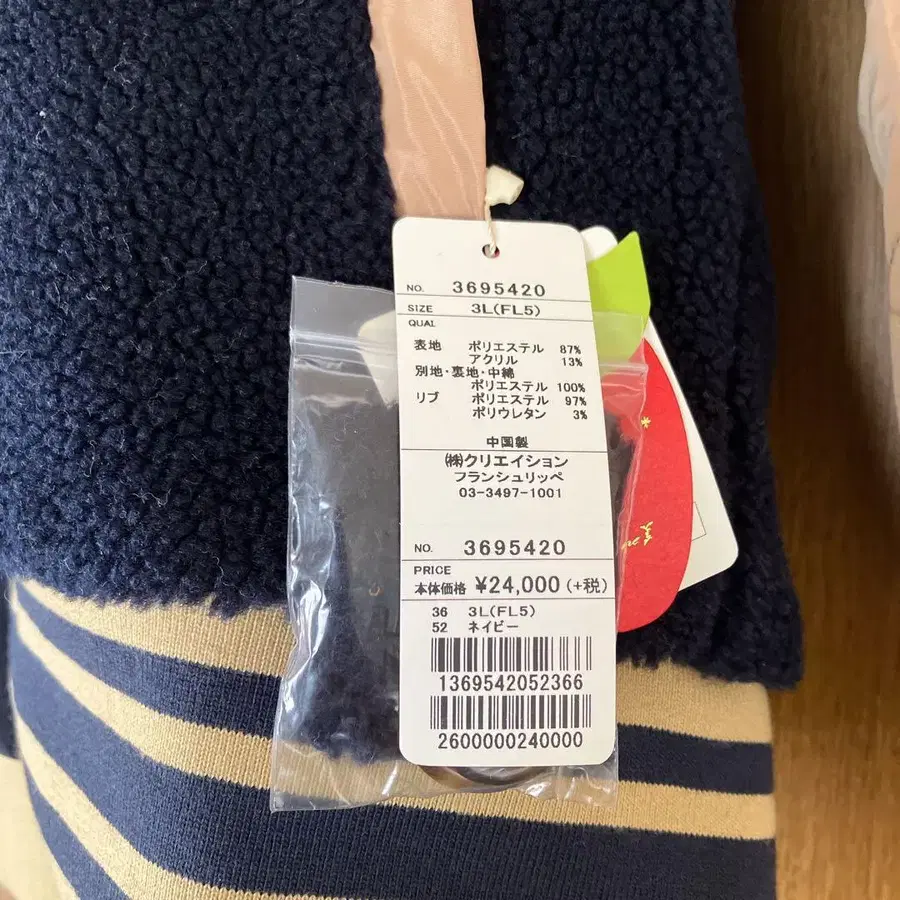 NO. 3695420
SIZE 3L(FL5)
QUAL
表地 ポリエステル 87%
アクリル 13%
別地・裏地・中綿
ポリエステル 100%
リブ ポリエステル 97%
ポリウレタン 3%
中国製
㈱クリエイション
フランシュリッペ
03-3497-1001
NO. 3695420
PRICE
本体価格 ¥24,000 (+税)
36 3L(FL5)
52 ネイビー
1369542052366
2600000240000